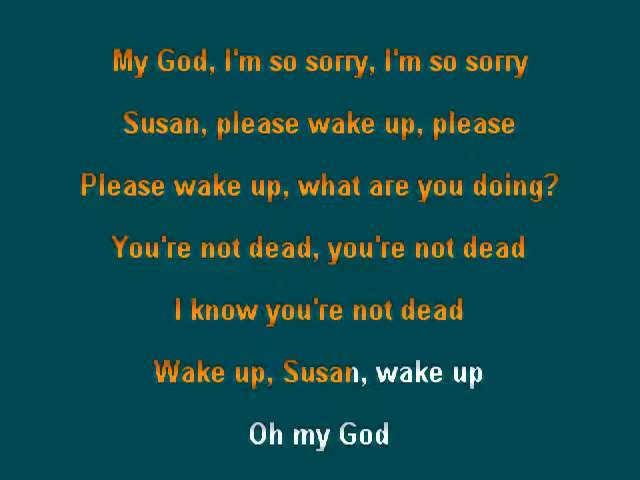 My God, I'm so sorry, I'm so sorry
Susan, please wake up, please
Please wake up, what are you doing?
You're not dead, you're not dead
I know you're not dead
Wake up, Susan, wake up
Oh my God